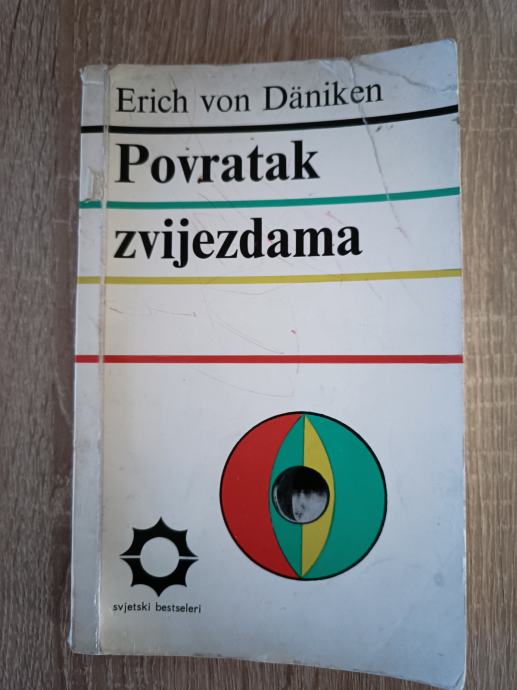 Erich von Däniken
Povratak
zvijezdama
svjetski bestseleri